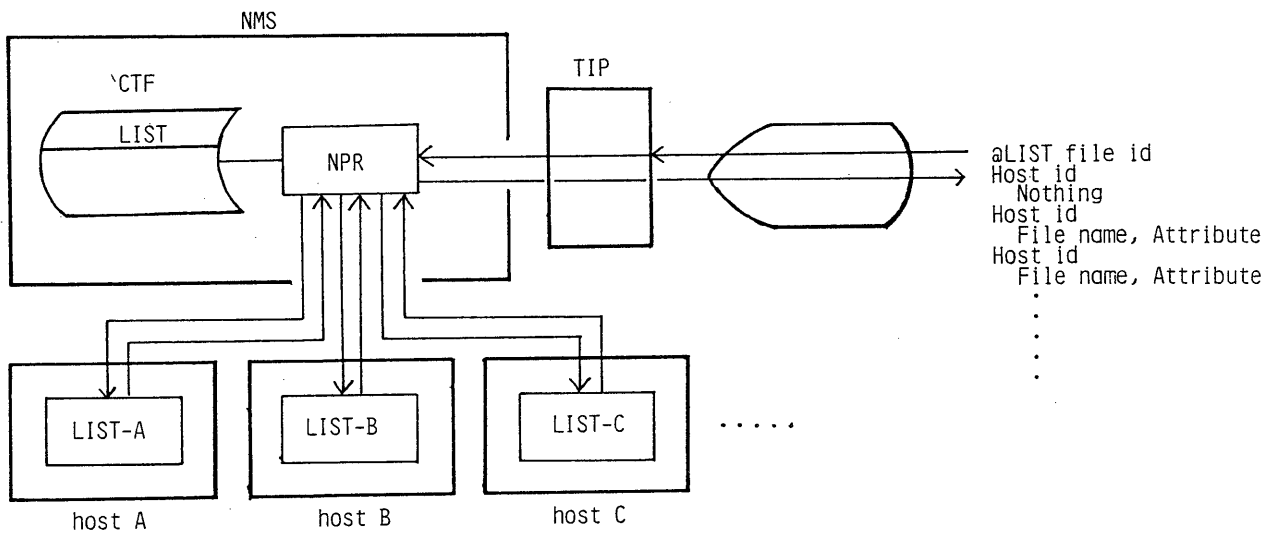 NMS
TIP
`CTF
LIST
NPR
aLIST file id
Host id
Nothing
Host id
File name, Attribute
Host id
File name, Attribute
LIST-A
LIST-B
LIST-C
host A
host B
host C